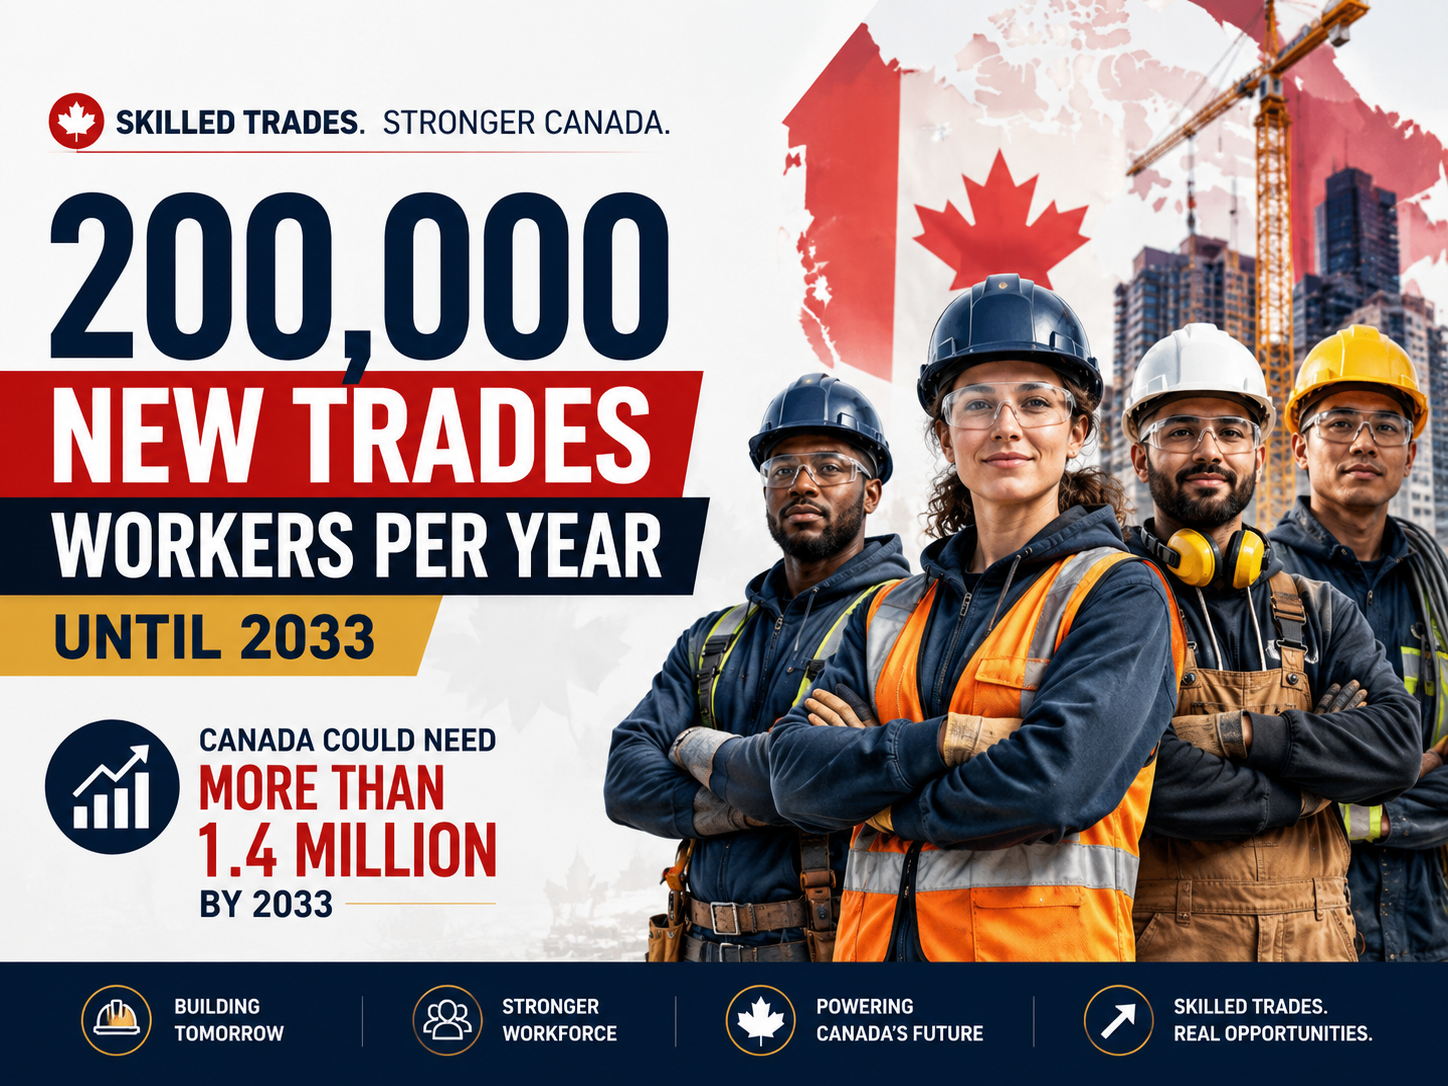 SKILLED TRADES. STRONGER CANADA.
200,000
NEW TRADES
WORKERS PER YEAR
UNTIL 2033
CANADA COULD NEED
MORE THAN
1.4 MILLION
BY 2033
BUILDING
TOMORROW
STRONGER
WORKFORCE
POWERING
CANADA'S FUTURE
SKILLED TRADES.
REAL OPPORTUNITIES.